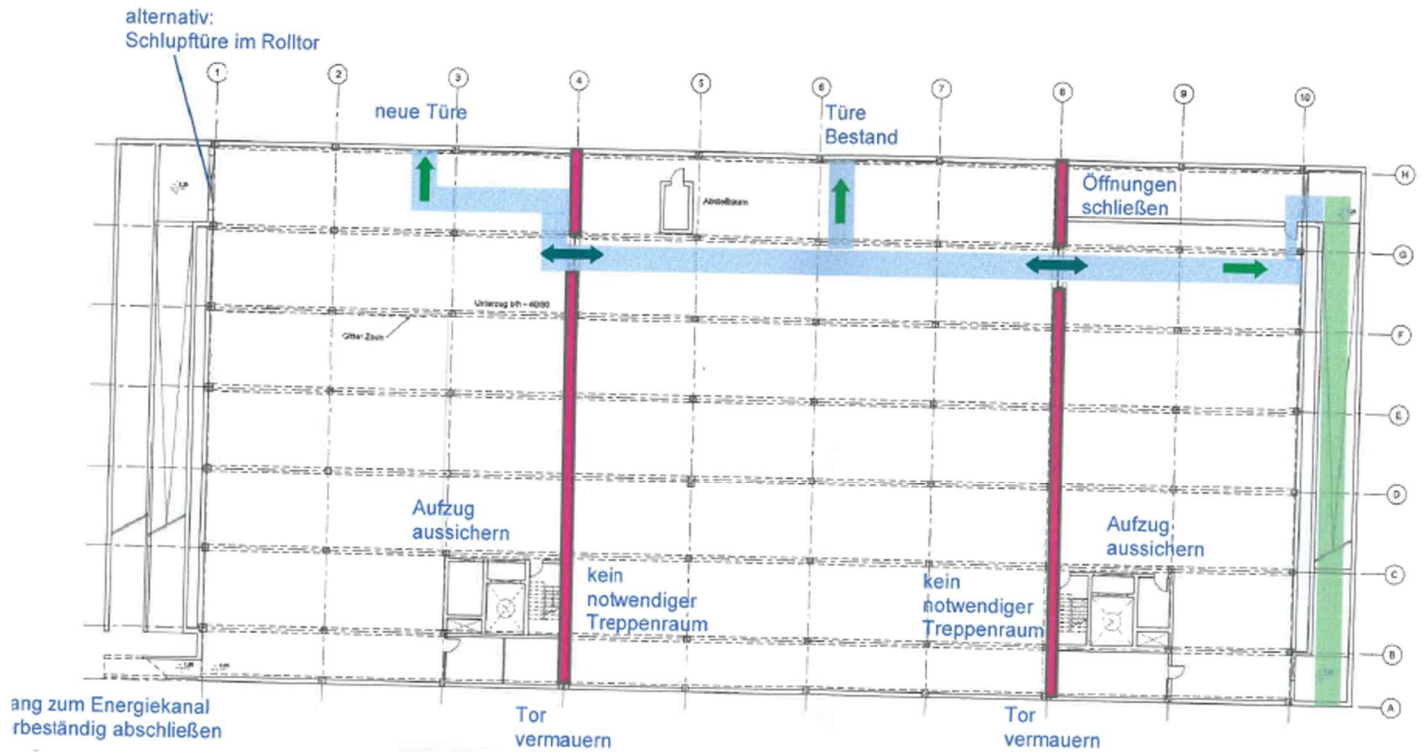 alternativ:
Schlupftüre im Rolltor
1
2
3
4
5
6
7
8
9
10
neue Türe
Türe
Bestand
H
Öffnungen
schließen
Abstellraum
G
Unterzug b/h = 40/80
Gitter Zaun
F
E
D
Aufzug
aussichern
Aufzug
aussichern
C
kein
notwendiger
Treppenraum
kein
notwendiger
Treppenraum
B
A
ang zum Energiekanal
rbeständig abschließen
Tor
vermauern
Tor
vermauern